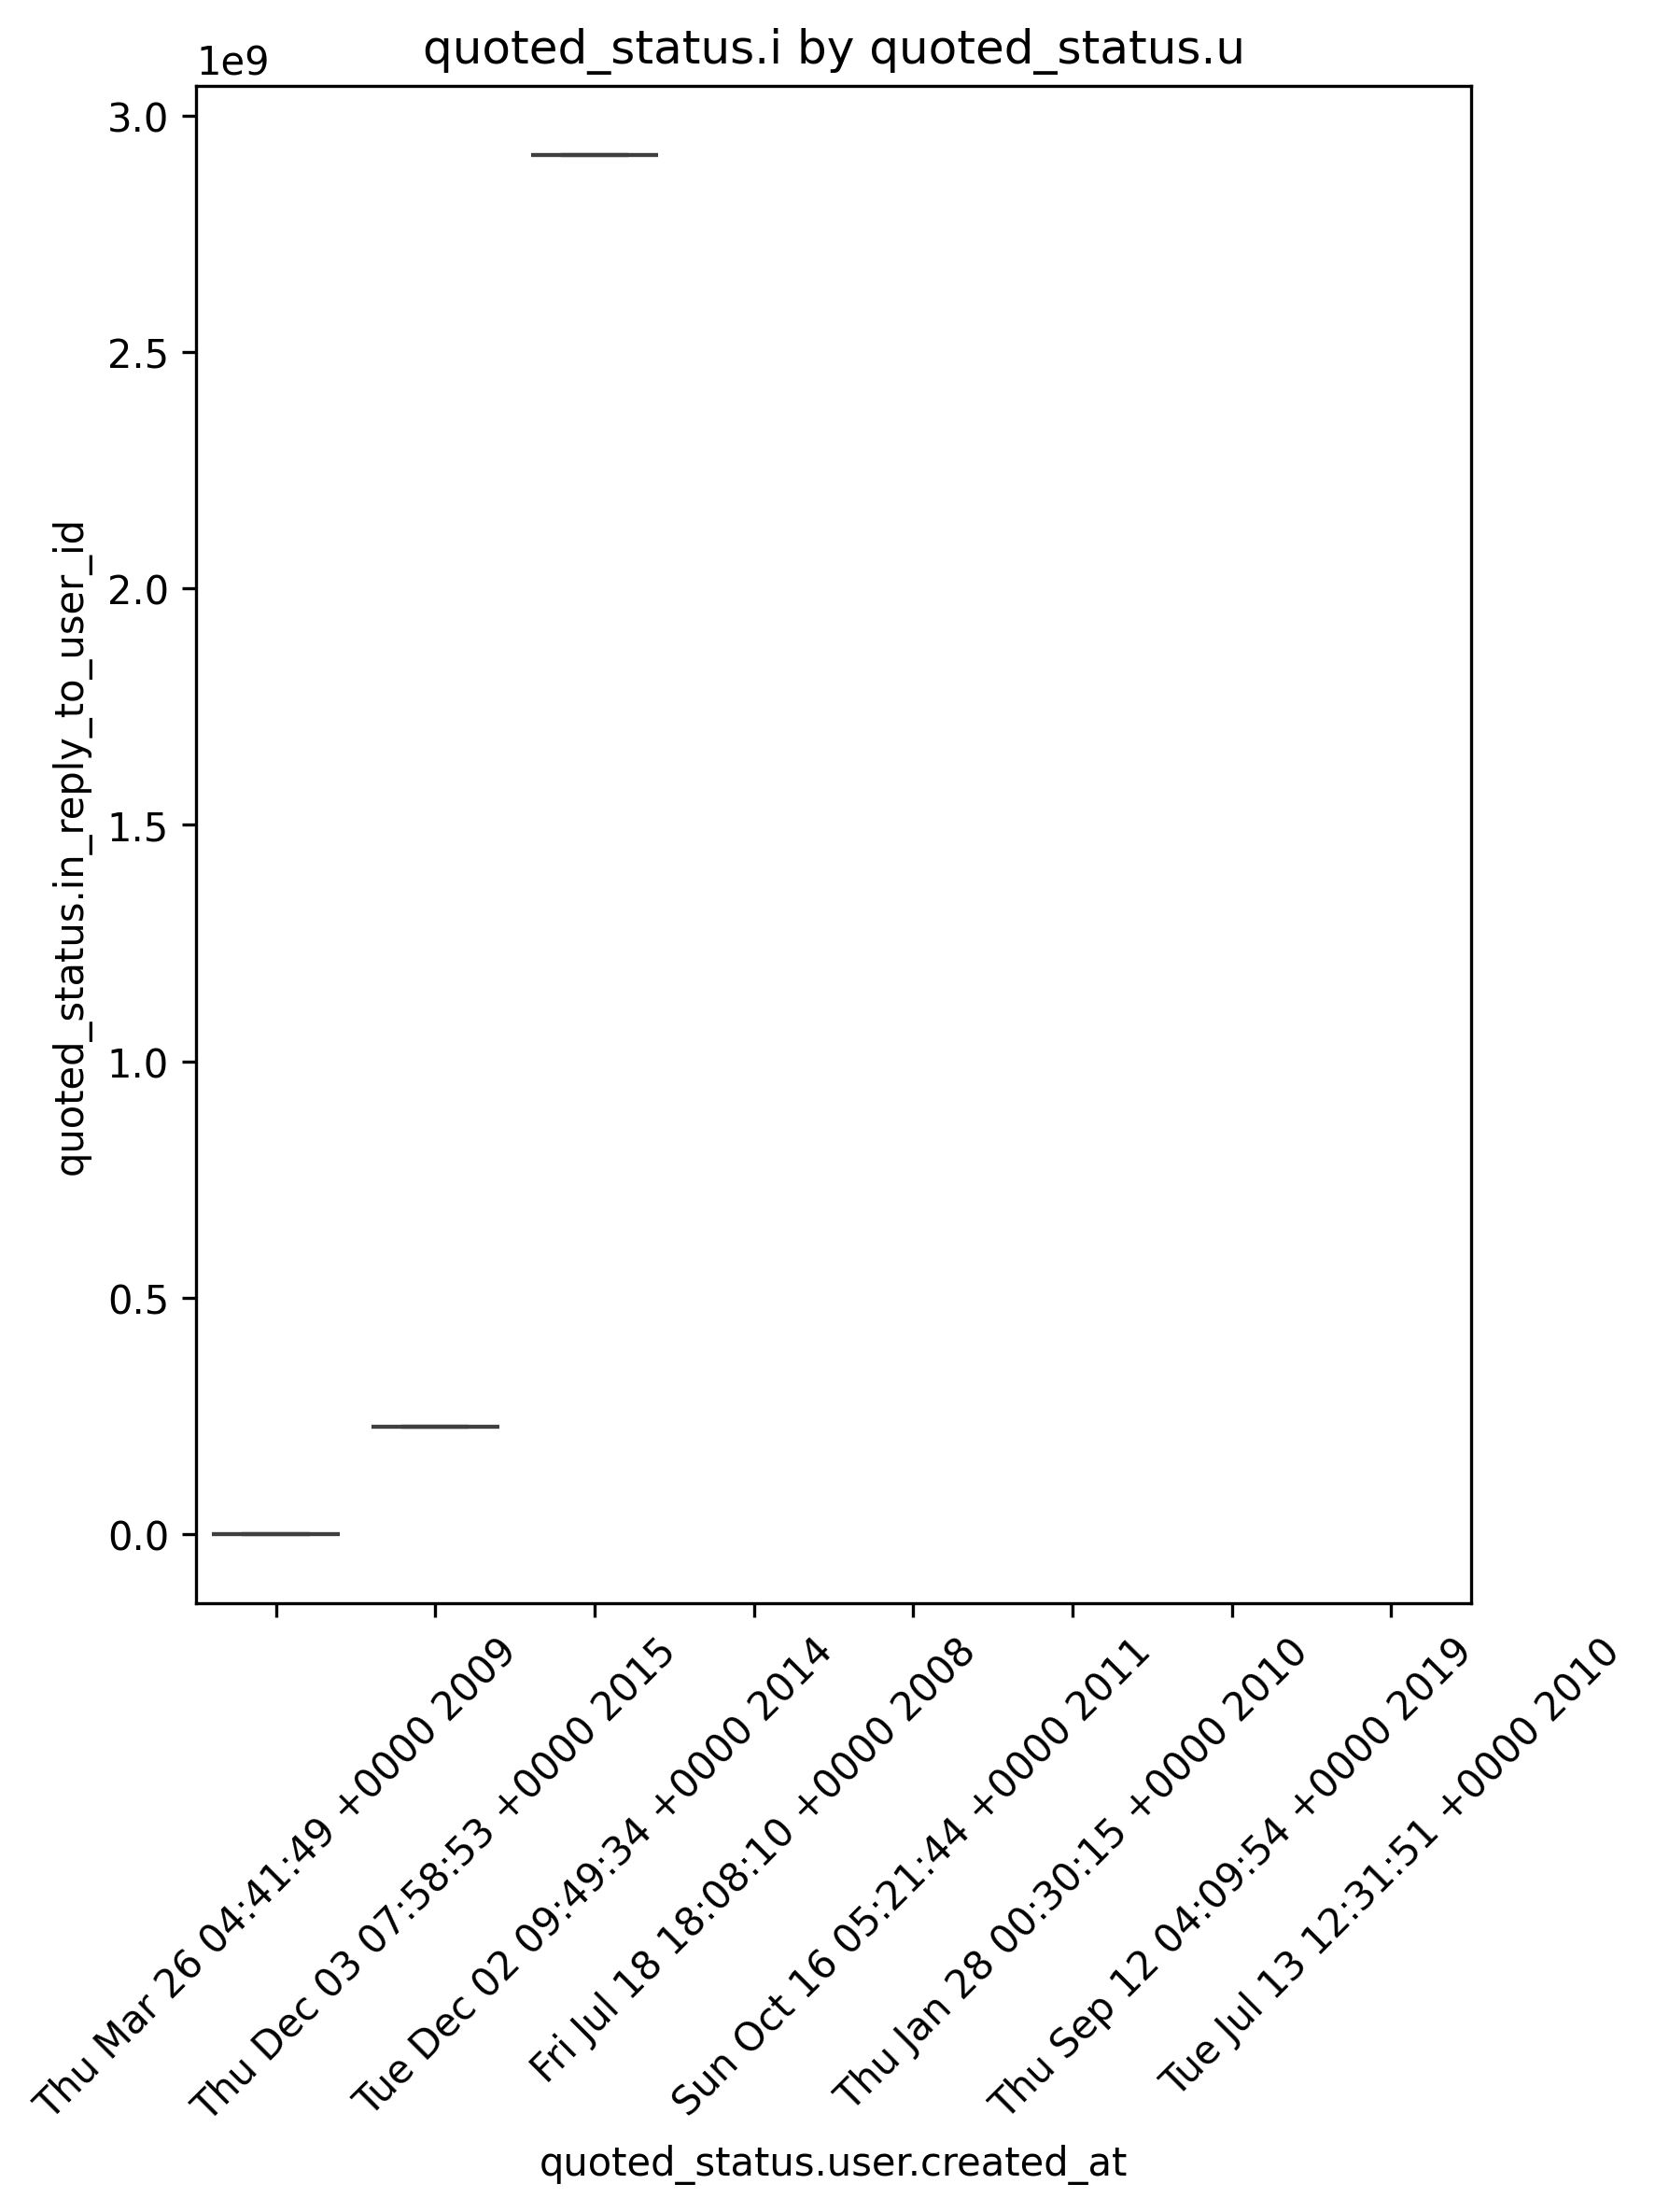 quoted_status.i by quoted_status.u
1e9
3.0
2.5
2.0
1.5
1.0
0.5
0.0
quoted_status.in_reply_to_user_id
Thu Mar 26 04:41:49 +0000 2009
Thu Dec 03 07:58:53 +0000 2015
Tue Dec 02 09:49:34 +0000 2014
Fri Jul 18 18:08:10 +0000 2008
Sun Oct 16 05:21:44 +0000 2011
Thu Jan 28 00:30:15 +0000 2010
Thu Sep 12 04:09:54 +0000 2019
Tue Jul 13 12:31:51 +0000 2010
quoted_status.user.created_at